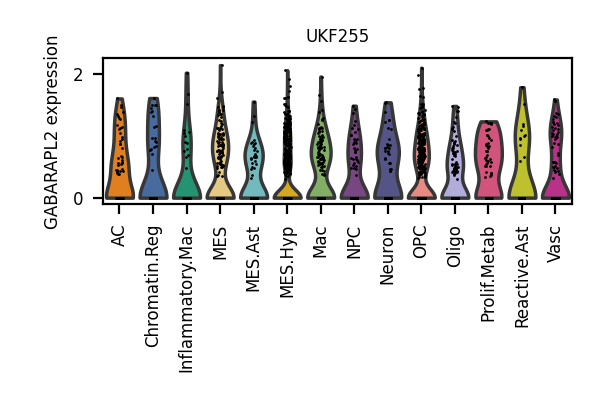 UKF255
GABARAPL2 expression
2
0
AC
Chromatin.Reg
Inflammatory.Mac
MES
MES.Ast
MES.Hyp
Mac
NPC
Neuron
OPC
Oligo
Prolif.Metab
Reactive.Ast
Vasc